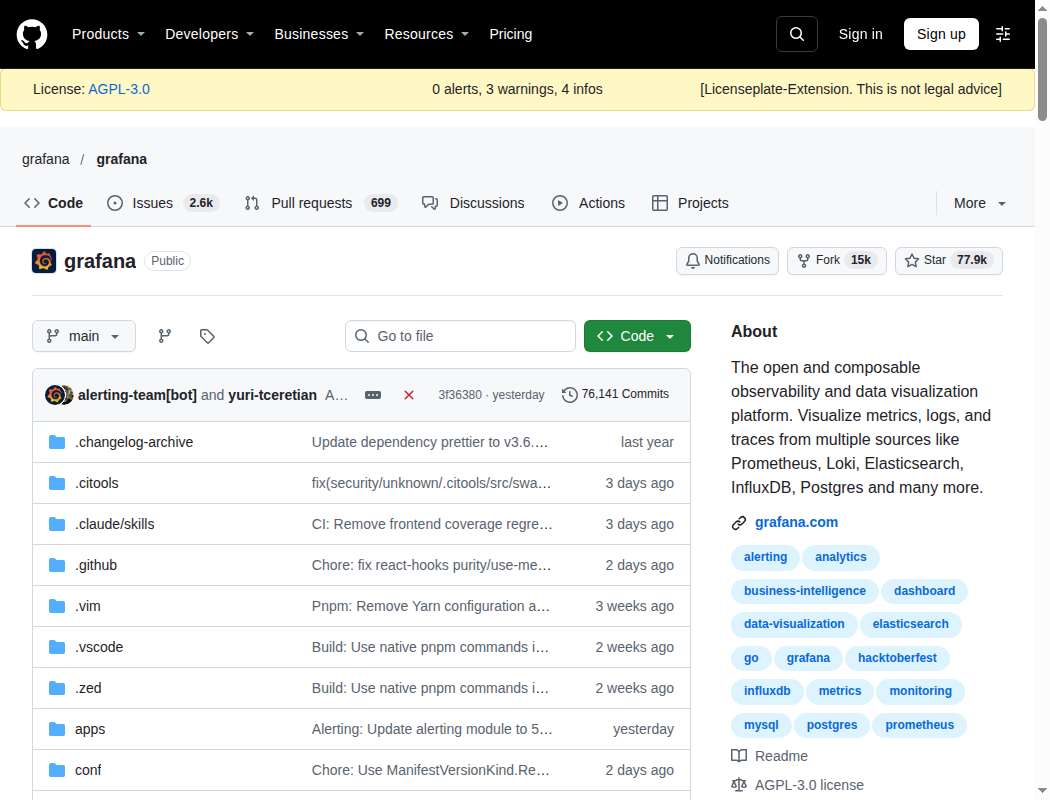 Products Developers Businesses Resources Pricing Sign in Sign up
License: AGPL-3.0 0 alerts, 3 warnings, 4 infos [Licenseplate-Extension. This is not legal advice]
grafana / grafana
Code Issues 2.6k Pull requests 699 Discussions Actions Projects More
grafana Public Notifications Fork 15k Star 77.9k
main Go to file Code
alerting-team[bot] and yuri-tceretian A… 3f36380 · yesterday 76,141 Commits
.changelog-archive Update dependency prettier to v3.6.… last year
.citools fix(security/unknown/.citools/src/swa… 3 days ago
.claude/skills CI: Remove frontend coverage regre… 3 days ago
.github Chore: fix react-hooks purity/use-me… 2 days ago
.vim Pnpm: Remove Yarn configuration a… 3 weeks ago
.vscode Build: Use native pnpm commands i… 2 weeks ago
.zed Build: Use native pnpm commands i… 2 weeks ago
apps Alerting: Update alerting module to 5… yesterday
conf Chore: Use ManifestVersionKind.Re… 2 days ago
About
The open and composable
observability and data visualization
platform. Visualize metrics, logs, and
traces from multiple sources like
Prometheus, Loki, Elasticsearch,
InfluxDB, Postgres and many more.
grafana.com
alerting analytics
business-intelligence dashboard
data-visualization elasticsearch
go grafana hacktoberfest
influxdb metrics monitoring
mysql postgres prometheus
Readme
AGPL-3.0 license